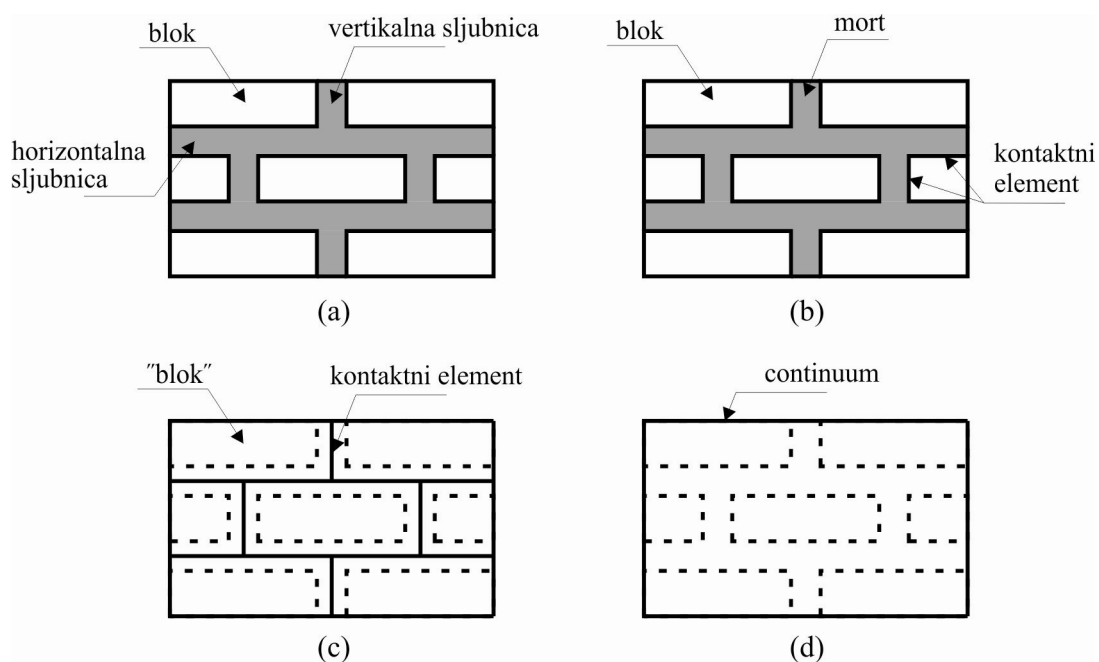 blok
vertikalna sljubnica
horizontalna
sljubnica
(a)
blok
mort
kontaktni
element
(b)
˝blok˝
kontaktni element
(c)
continuum
(d)